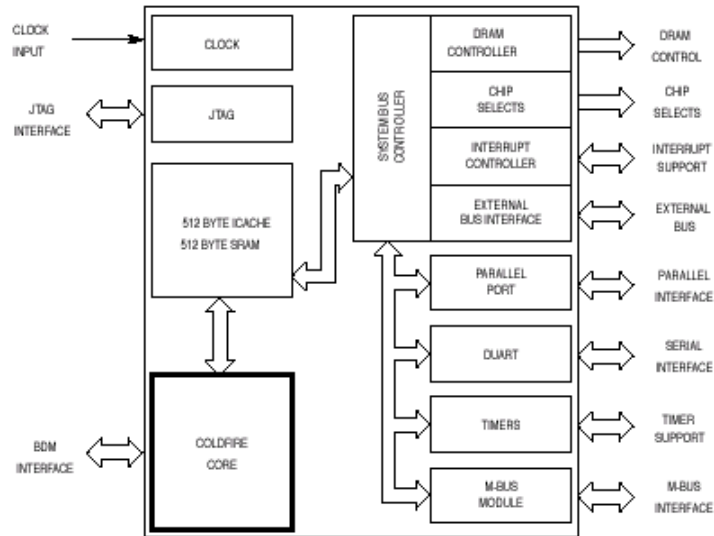 CLOCK
INPUT
CLOCK
JTAG
INTERFACE
JTAG
512 BYTE ICACHE
512 BYTE SRAM
BDM
INTERFACE
COLDFIRE
CORE
SYSTEM BUS
CONTROLLER
DRAM
CONTROLLER
DRAM
CONTROL
CHIP
SELECTS
CHIP
SELECTS
INTERRUPT
CONTROLLER
INTERRUPT
SUPPORT
EXTERNAL
BUS INTERFACE
EXTERNAL
BUS
PARALLEL
PORT
PARALLEL
INTERFACE
DUART
SERIAL
INTERFACE
TIMERS
TIMER
SUPPORT
M-BUS
MODULE
M-BUS
INTERFACE